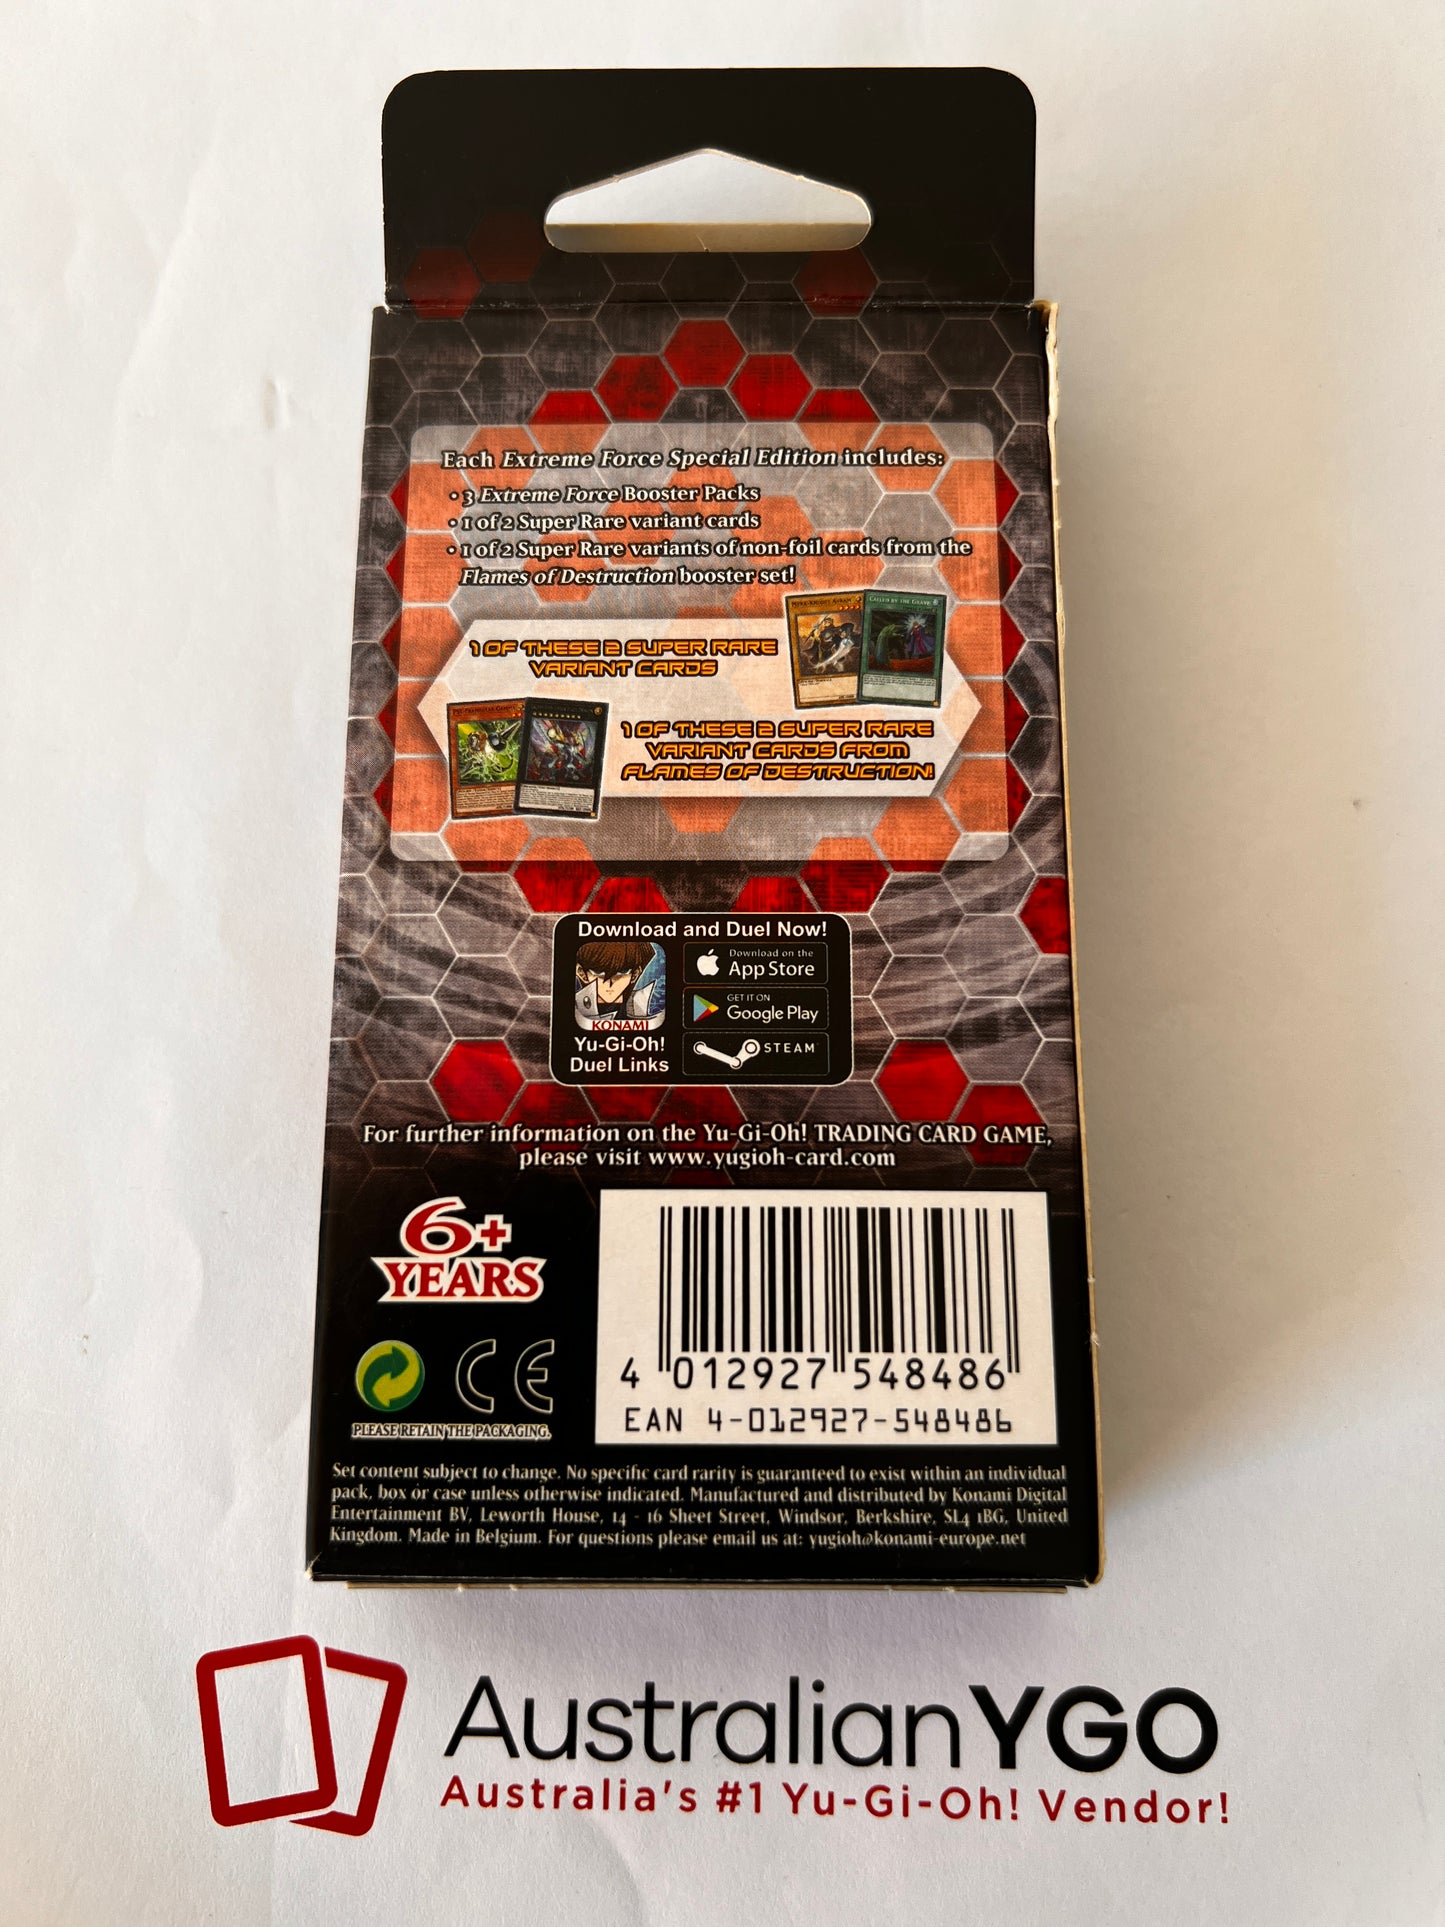 Each Extreme Force Special Edition includes:
• 3 Extreme Force Booster Packs
• 1 of 2 Super Rare variant cards
• 1 of 2 Super Rare variants of non-foil cards from the
Flames of Destruction booster set!
CALLED BY THE GRAVE
1 OF THESE 2 SUPER RARE
VARIANT CARDS
1 OF THESE 2 SUPER RARE
VARIANT CARDS FROM
FLAMES OF DESTRUCTION!
Download and Duel Now!
KONAMI
Yu-Gi-Oh!
Duel Links
Download on the
App Store
GET IT ON
Google Play
STEAM
For further information on the Yu-Gi-Oh! TRADING CARD GAME,
please visit www.yugioh-card.com
6+
YEARS
CE
PLEASE RETAIN THE PACKAGING.
4 012927 548486
EAN 4-012927-548486
Set content subject to change. No specific card rarity is guaranteed to exist within an individual
pack, box or case unless otherwise indicated. Manufactured and distributed by Konami Digital
Entertainment BV, Leworth House, 14 - 16 Sheet Street, Windsor, Berkshire, SL4 1BG, United
Kingdom. Made in Belgium. For questions please email us at: yugioh@konami-europe.net
AustralianYGO
Australia's #1 Yu-Gi-Oh! Vendor!